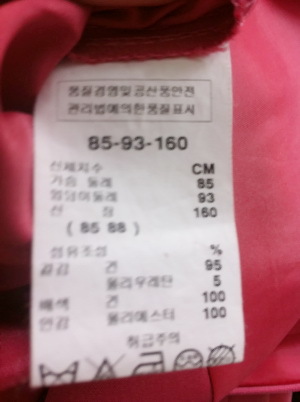 품질경영및공산품안전
관리법에의한품질표시
85-93-160
신체치수 CM
가슴 둘레 85
엉덩이둘레 93
신 장 160
( 85 88 )
섬유조성 %
겉감 견 95
폴리우레탄 5
배색 견 100
안감 폴리에스터 100
취급주의